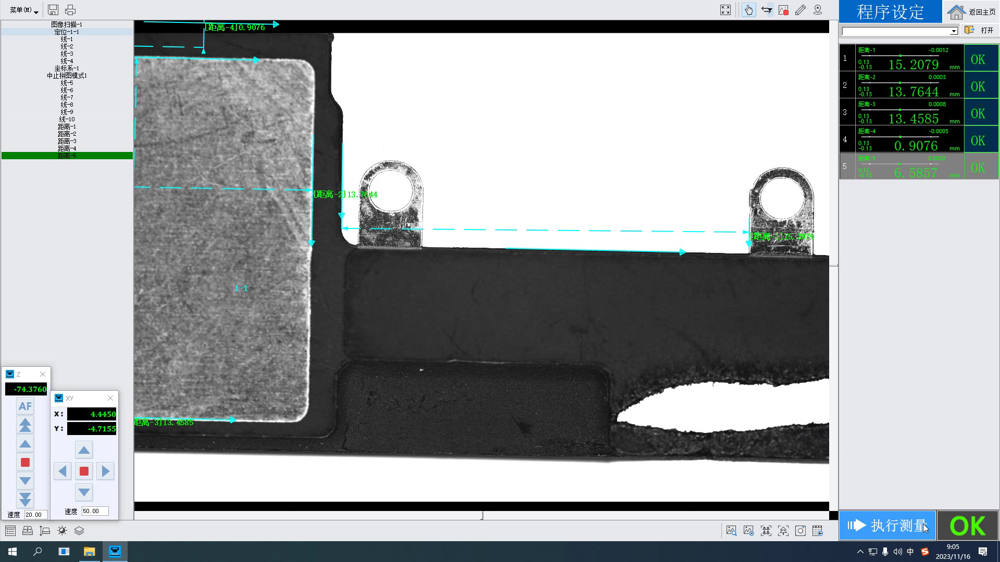 菜单(M)
程序设定
返回主页
打开
图像扫描-1
定位-1-1
线-1
线-2
线-3
线-4
坐标系-1
中止拼图模式1
线-5
线-6
线-7
线-8
线-9
线-10
距离-1
距离-2
距离-3
距离-4
距离-5
[距离-4]0.9076
[距离-2]13.7644
[距离-1]15.2079
1-1
距离-3]13.4585
1
距离-1
-0.0012
0.13
-0.13
15.2079
mm
OK
2
距离-2
0.0003
0.13
-0.13
13.7644
mm
OK
3
距离-3
0.0008
0.13
-0.13
13.4585
mm
OK
4
距离-4
-0.0005
0.13
-0.13
0.9076
mm
OK
5
距离-5
0.0022
0.13
-0.13
6.5857
mm
OK
Z
-74.3760
AF
速度 20.00
XY
X: 4.4450
Y: -4.7155
速度 50.00
执行测量
OK
中
9:05
2023/11/16